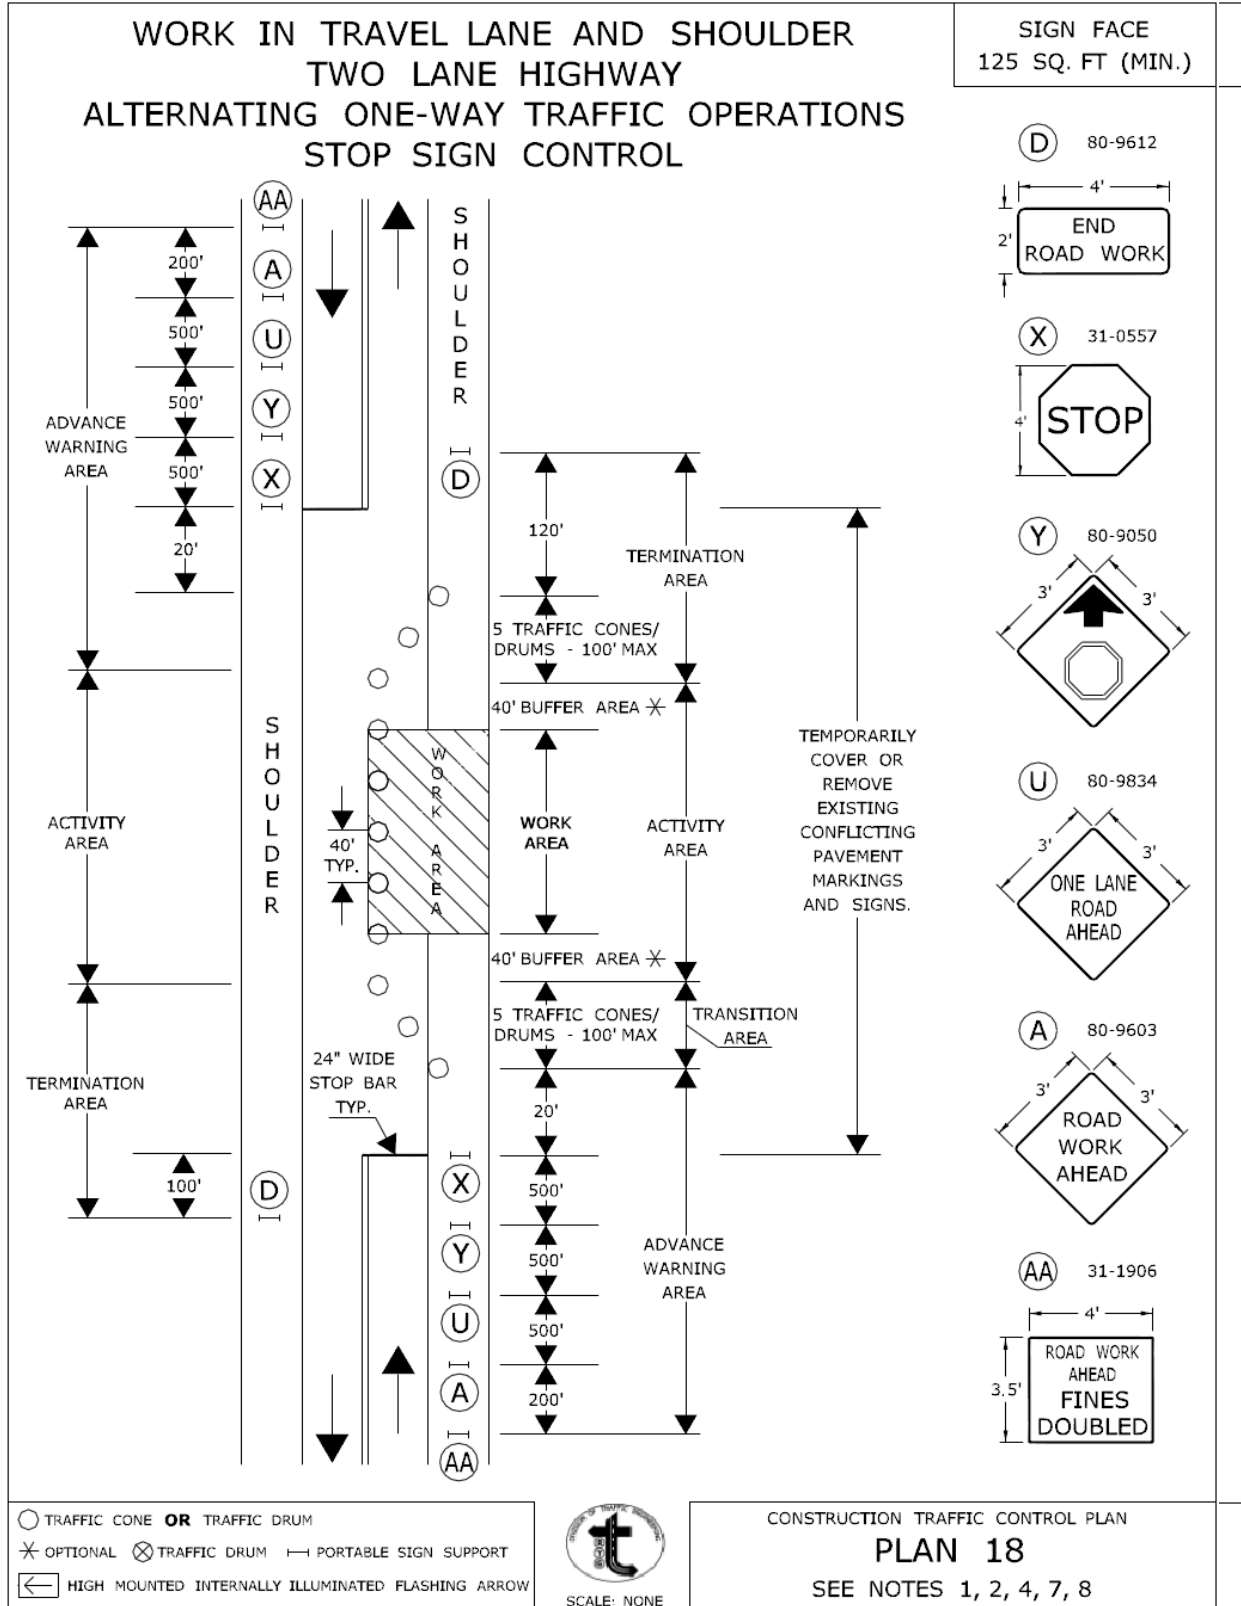 WORK IN TRAVEL LANE AND SHOULDER
TWO LANE HIGHWAY
ALTERNATING ONE-WAY TRAFFIC OPERATIONS
STOP SIGN CONTROL
SIGN FACE
125 SQ. FT (MIN.)
AA
200'
A
500'
U
500'
Y
ADVANCE
WARNING
AREA
500'
X
20'
SHOULDER
D
120'
TERMINATION
AREA
5 TRAFFIC CONES/
DRUMS - 100' MAX
40' BUFFER AREA
SHOULDER
WORK AREA
WORK
AREA
ACTIVITY
AREA
ACTIVITY
AREA
40'
TYP.
TEMPORARILY
COVER OR
REMOVE
EXISTING
CONFLICTING
PAVEMENT
MARKINGS
AND SIGNS.
40' BUFFER AREA
5 TRAFFIC CONES/
DRUMS - 100' MAX
TRANSITION
AREA
24" WIDE
STOP BAR
TYP.
TERMINATION
AREA
20'
100'
D
X
500'
Y
500'
U
500'
ADVANCE
WARNING
AREA
A
200'
AA
D 80-9612
4'
2'
END
ROAD WORK
X 31-0557
4'
STOP
Y 80-9050
3' 3'
U 80-9834
3' 3'
ONE LANE
ROAD
AHEAD
A 80-9603
3' 3'
ROAD
WORK
AHEAD
AA 31-1906
4'
3.5'
ROAD WORK
AHEAD
FINES
DOUBLED
TRAFFIC CONE OR TRAFFIC DRUM
OPTIONAL TRAFFIC DRUM PORTABLE SIGN SUPPORT
HIGH MOUNTED INTERNALLY ILLUMINATED FLASHING ARROW
DIVISION OF TRAFFIC ENGINEERING
SCALE: NONE
CONSTRUCTION TRAFFIC CONTROL PLAN
PLAN 18
SEE NOTES 1, 2, 4, 7, 8